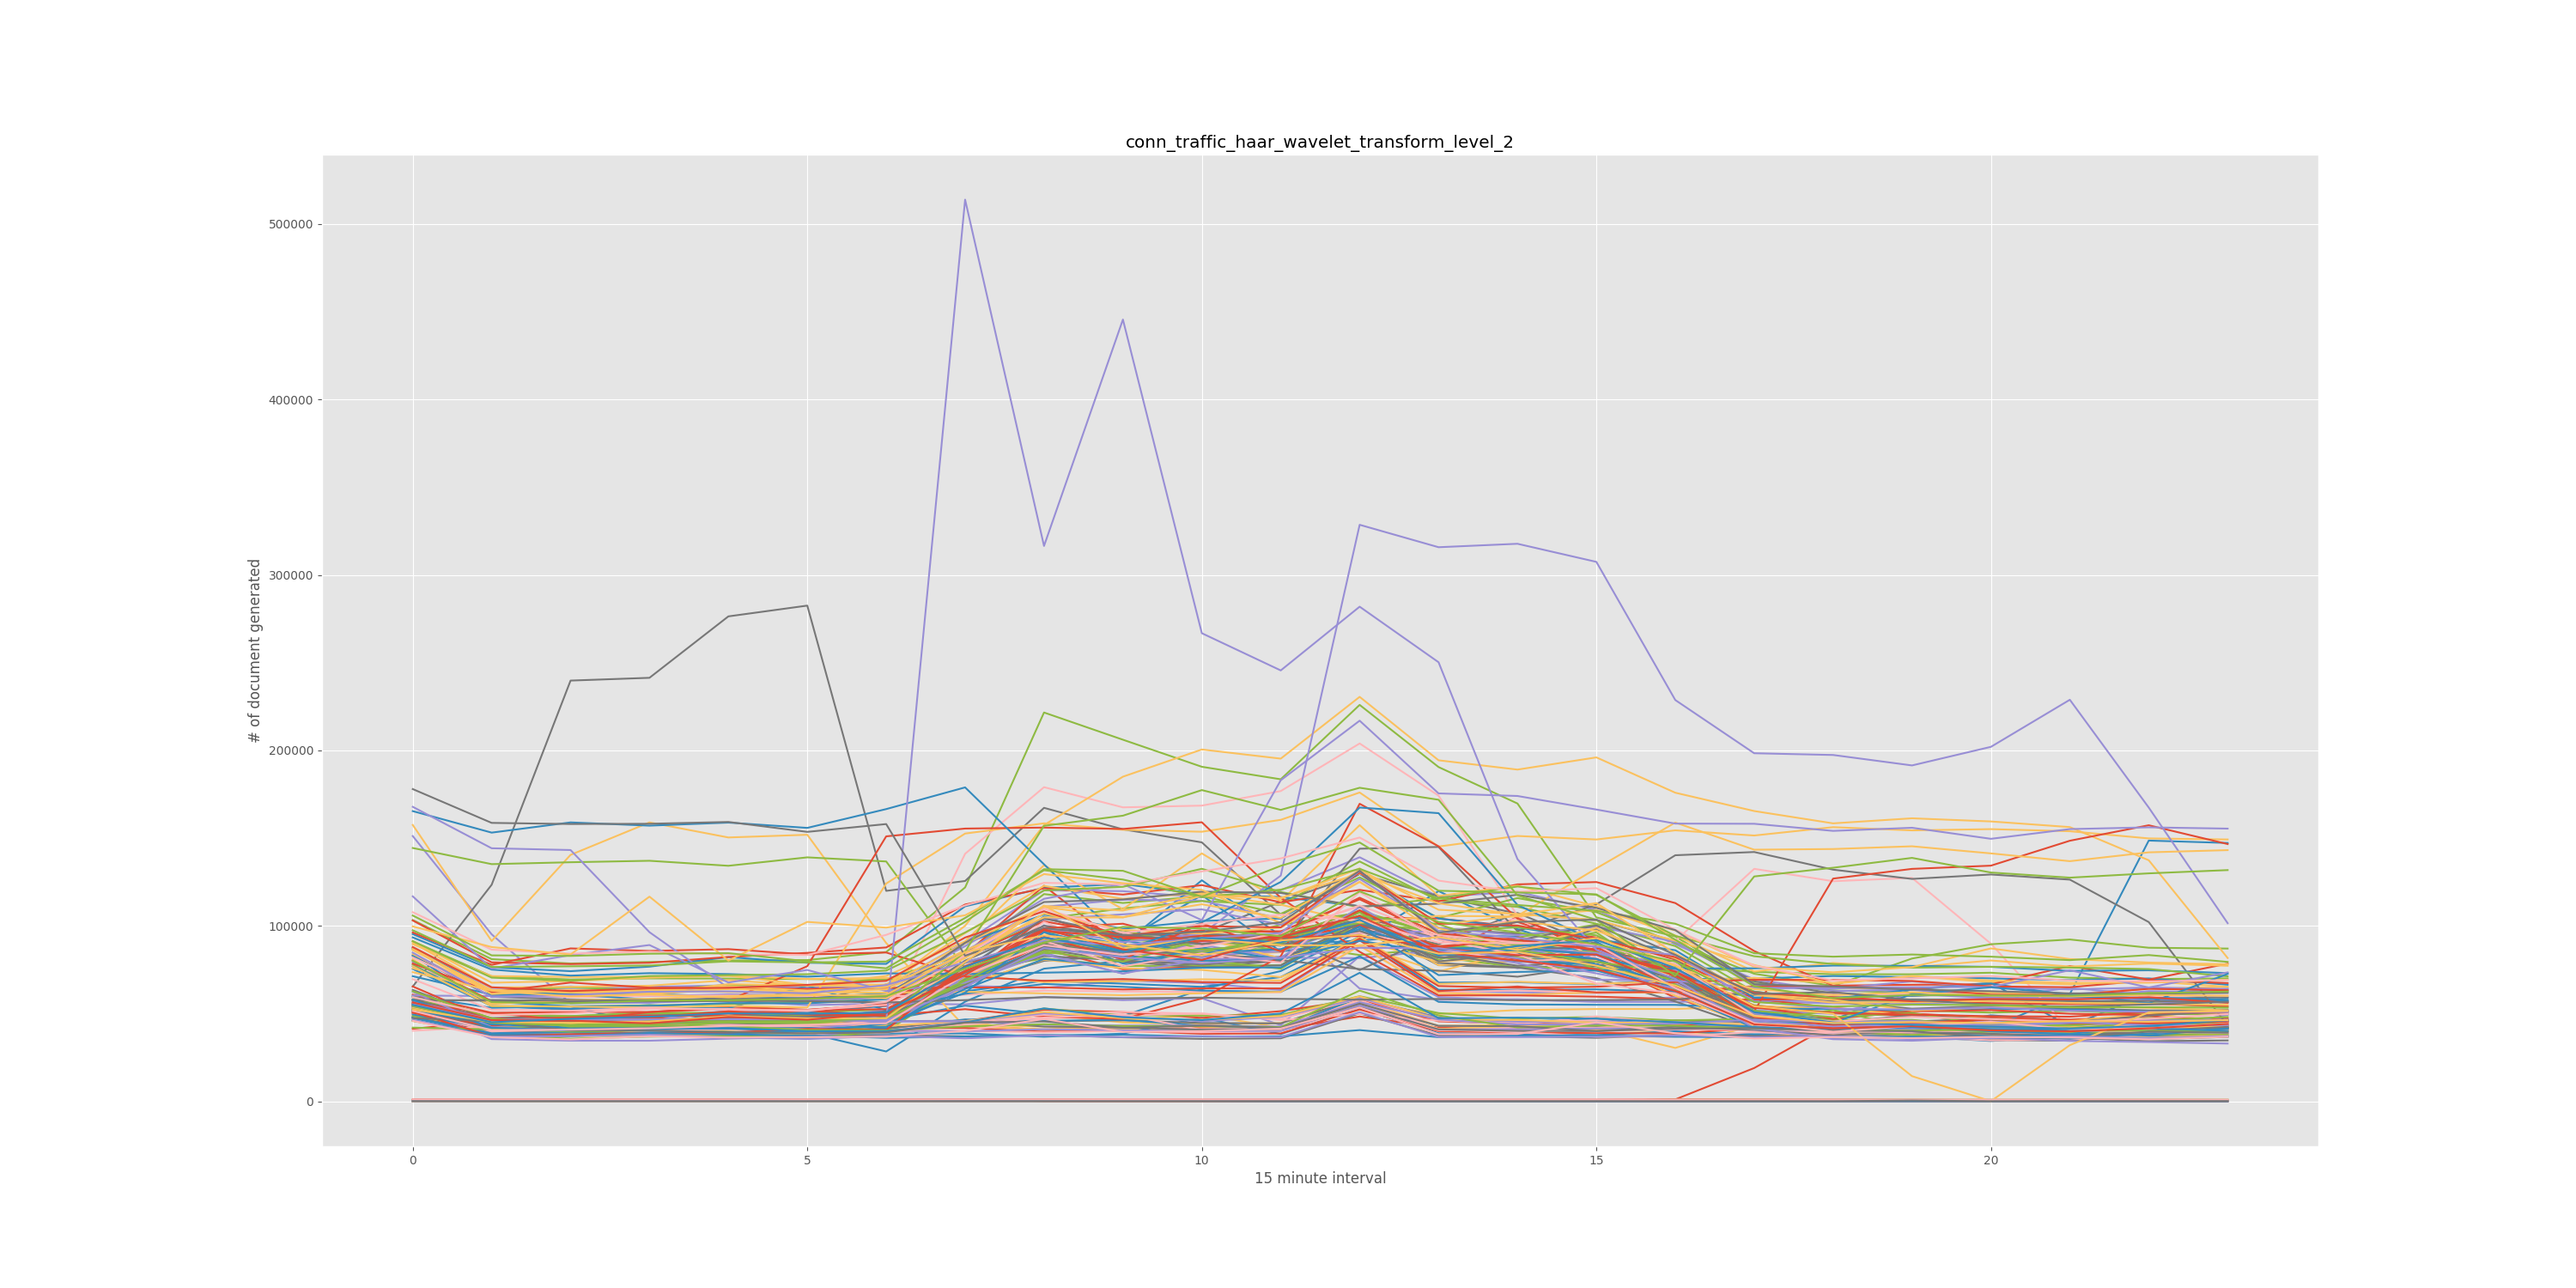 conn_traffic_haar_wavelet_transform_level_2
500000
400000
300000
200000
100000
0
# of document generated
0 5 10 15 20
15 minute interval